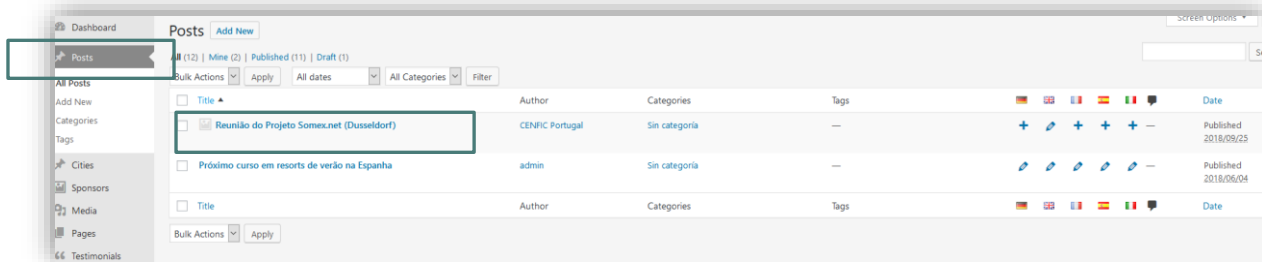 Dashboard
Posts
All Posts
Add New
Categories
Tags
Cities
Sponsors
Media
Pages
Testimonials
Posts Add New
Screen Options
All (12) | Mine (2) | Published (11) | Draft (1)
Bulk Actions Apply All dates All Categories Filter
Title Author Categories Tags Date
Reunião do Projeto Somex.net (Dusseldorf) CENFIC Portugal Sin categoría — — Published
2018/09/25
Próximo curso em resorts de verão na Espanha admin Sin categoría — — Published
2018/06/04
Title Author Categories Tags Date
Bulk Actions Apply